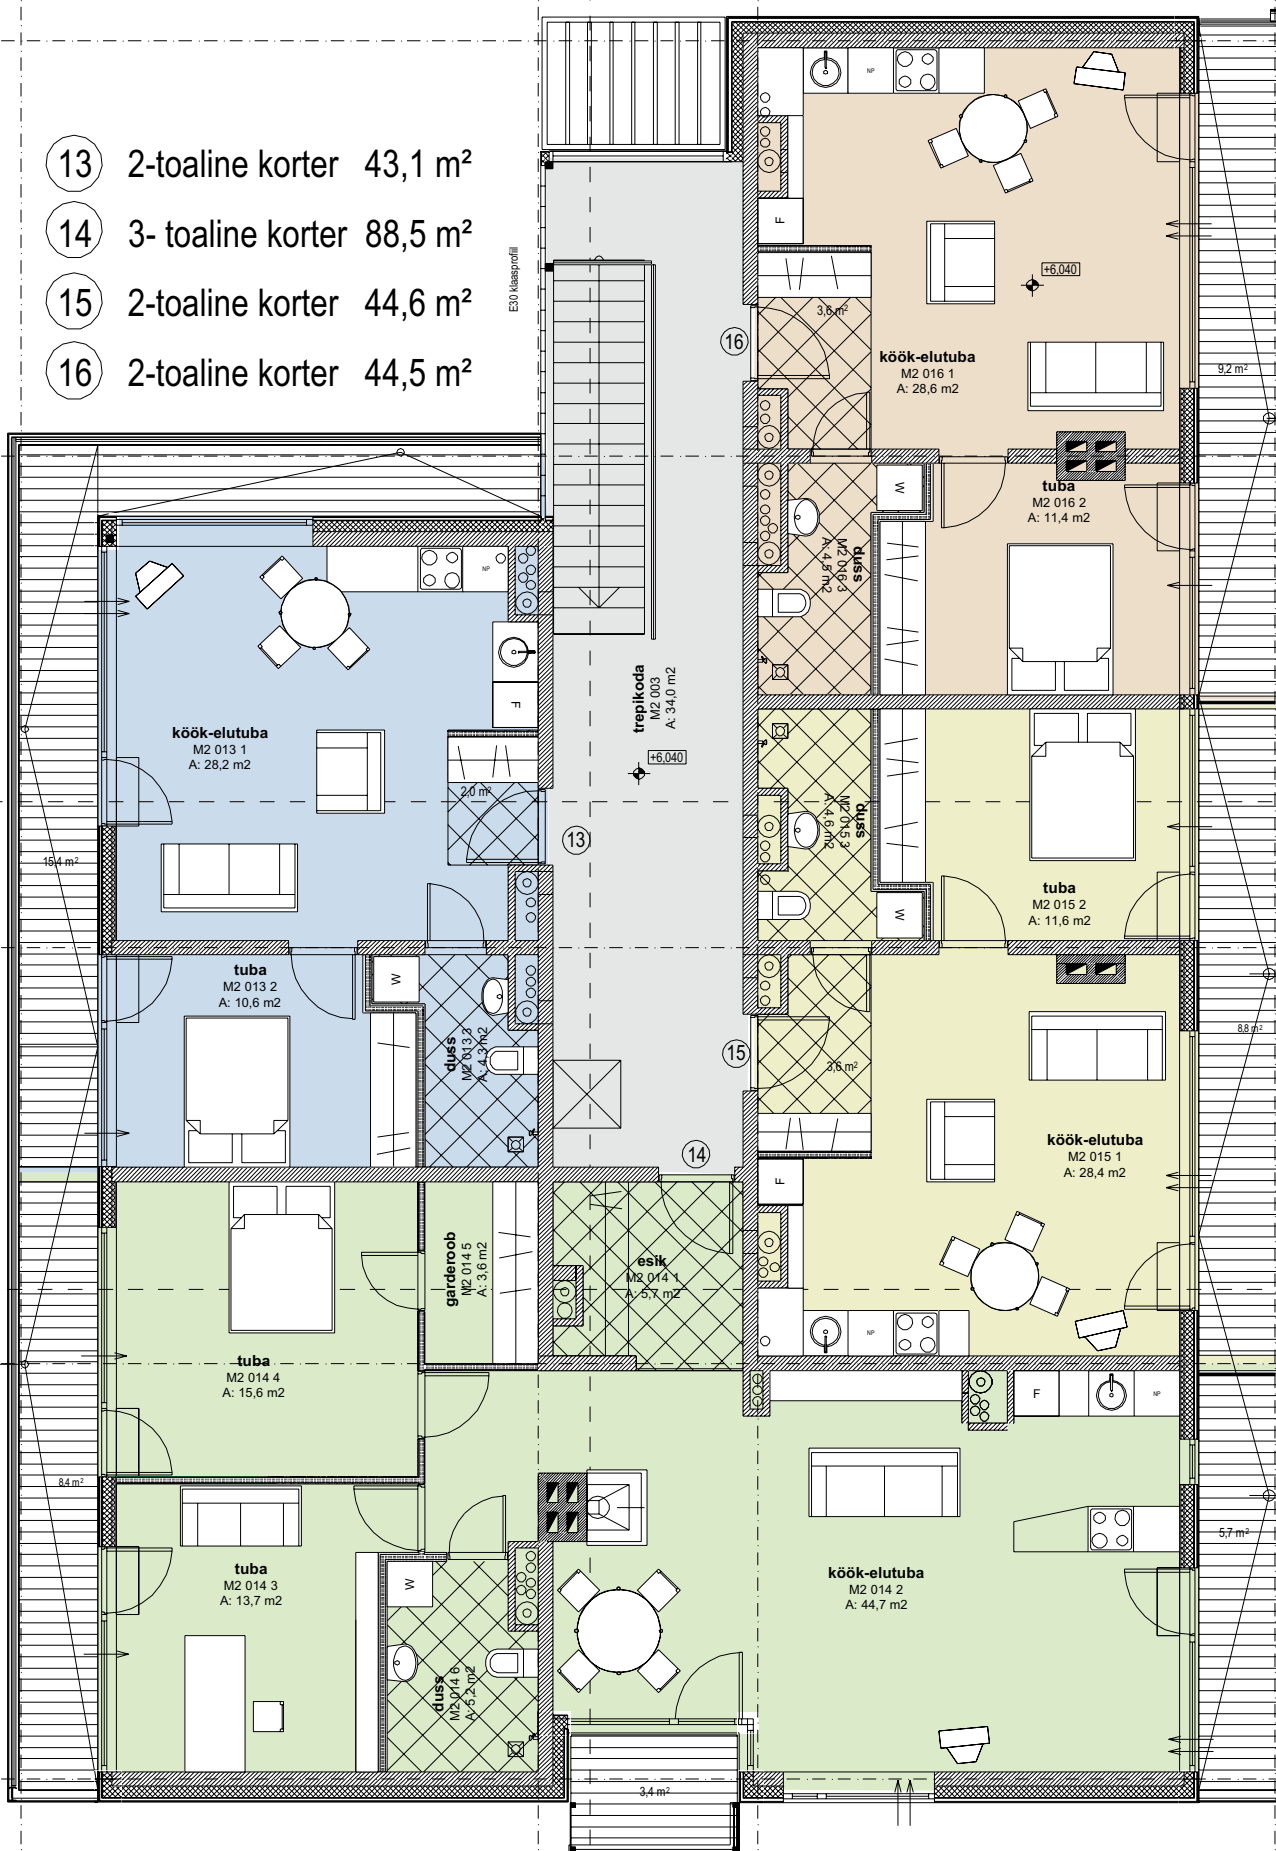 13 2-toaline korter 43,1 m²
14 3- toaline korter 88,5 m²
15 2-toaline korter 44,6 m²
16 2-toaline korter 44,5 m²
E30 klaasprofiil
NP
F
+6,040
3,6 m²
16
köök-elutuba
M2 016 1
A: 28,6 m2
9,2 m²
tuba
M2 016 2
A: 11,4 m2
W
duss
M2 016 3
A: 4,5 m2
NP
F
köök-elutuba
M2 013 1
A: 28,2 m2
2,0 m²
13
15,4 m²
trepikoda
M2 003
A: 34,0 m2
+6,040
duss
M2 015 3
A: 4,6 m2
W
tuba
M2 015 2
A: 11,6 m2
tuba
M2 013 2
A: 10,6 m2
W
duss
M2 013 3
A: 4,3 m2
15
3,6 m²
8,8 m²
köök-elutuba
M2 015 1
A: 28,4 m2
F
NP
14
esik
M2 014 1
A: 5,7 m2
garderoob
M2 014 5
A: 3,6 m2
tuba
M2 014 4
A: 15,6 m2
8,4 m²
F
NP
5,7 m²
tuba
M2 014 3
A: 13,7 m2
W
duss
M2 014 6
A: 5,2 m2
köök-elutuba
M2 014 2
A: 44,7 m2
3,4 m²